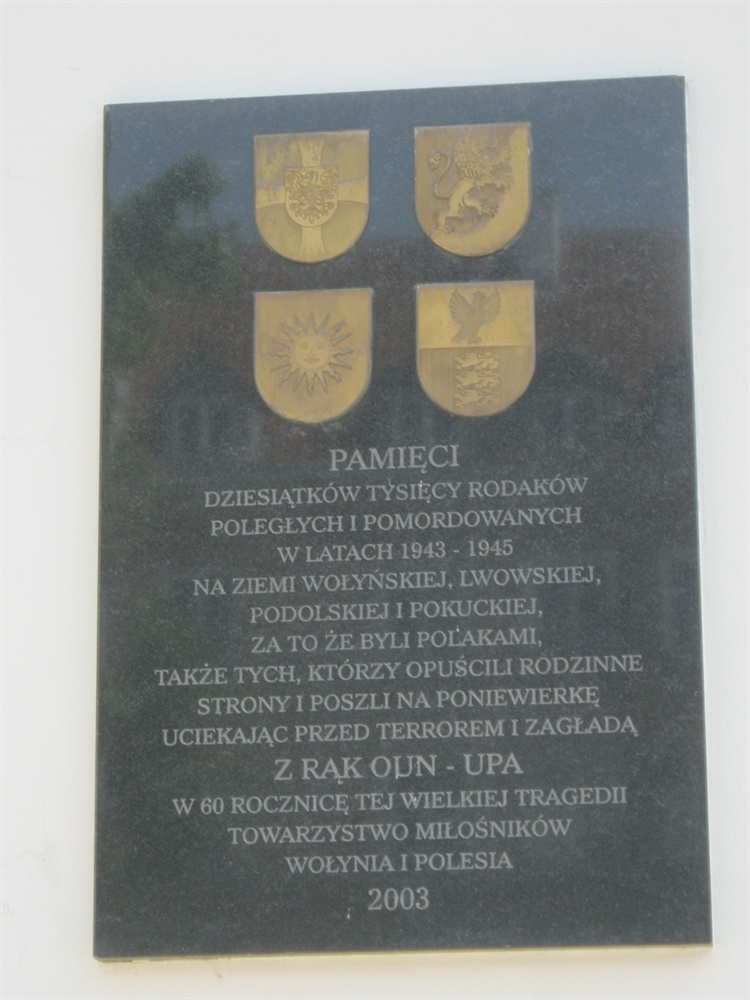 PAMIĘCI
DZIESIĄTKÓW TYSIĘCY RODAKÓW
POLEGŁYCH I POMORDOWANYCH
W LATACH 1943 - 1945
NA ZIEMI WOŁYŃSKIEJ, LWOWSKIEJ,
PODOLSKIEJ I POKUCKIEJ,
ZA TO ŻE BYLI POLAKAMI,
TAKŻE TYCH, KTÓRZY OPUŚCILI RODZINNE
STRONY I POSZLI NA PONIEWIERKĘ
UCIEKAJĄC PRZED TERROREM I ZAGŁADĄ
Z RĄK OUN - UPA
W 60 ROCZNICĘ TEJ WIELKIEJ TRAGEDII
TOWARZYSTWO MIŁOŚNIKÓW
WOŁYNIA I POLESIA
2003